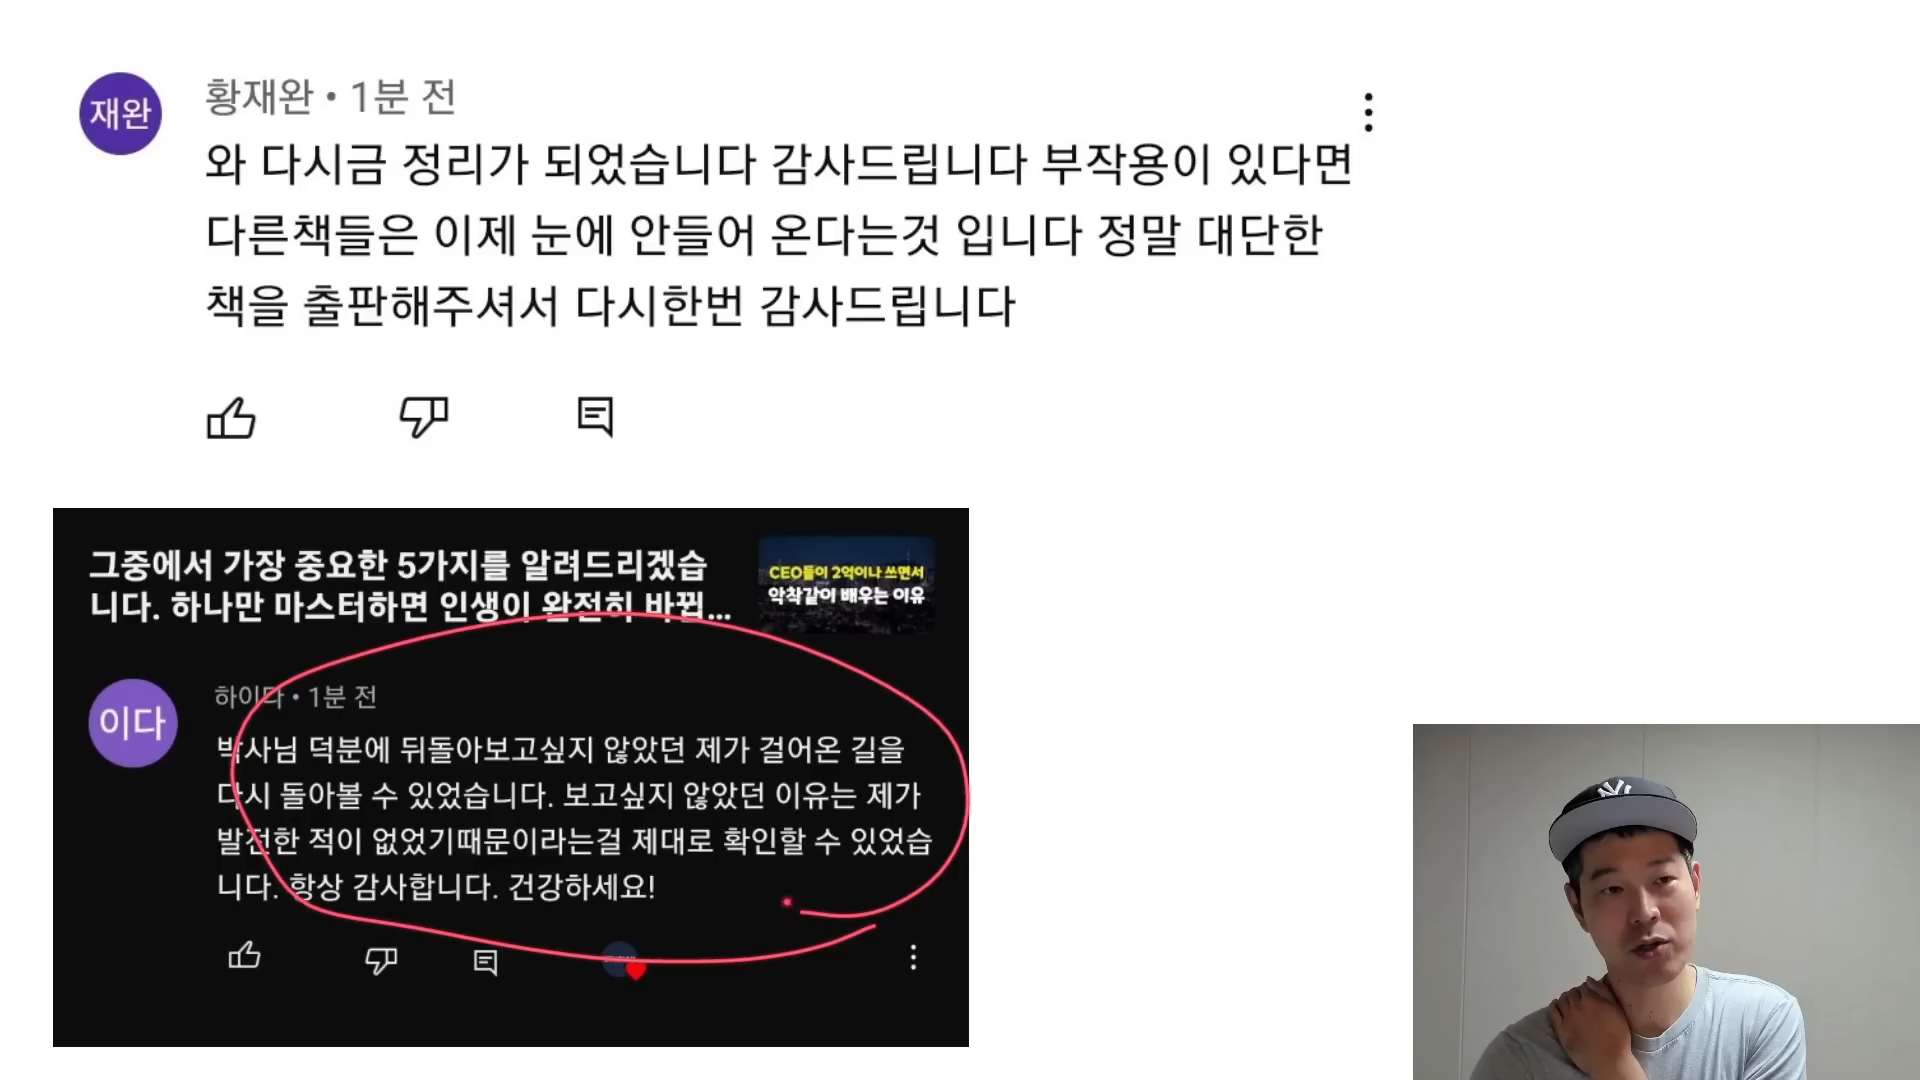 재완
황재완 • 1분 전
와 다시금 정리가 되었습니다 감사드립니다 부작용이 있다면
다른책들은 이제 눈에 안들어 온다는것 입니다 정말 대단한
책을 출판해주셔서 다시한번 감사드립니다
그중에서 가장 중요한 5가지를 알려드리겠습
니다. 하나만 마스터하면 인생이 완전히 바뀝...
CEO들이 2억이나 쓰면서
악착같이 배우는 이유
이다
하이다 • 1분 전
박사님 덕분에 뒤돌아보고싶지 않았던 제가 걸어온 길을
다시 돌아볼 수 있었습니다. 보고싶지 않았던 이유는 제가
발전한 적이 없었기때문이라는걸 제대로 확인할 수 있었습
니다. 항상 감사합니다. 건강하세요!
NY